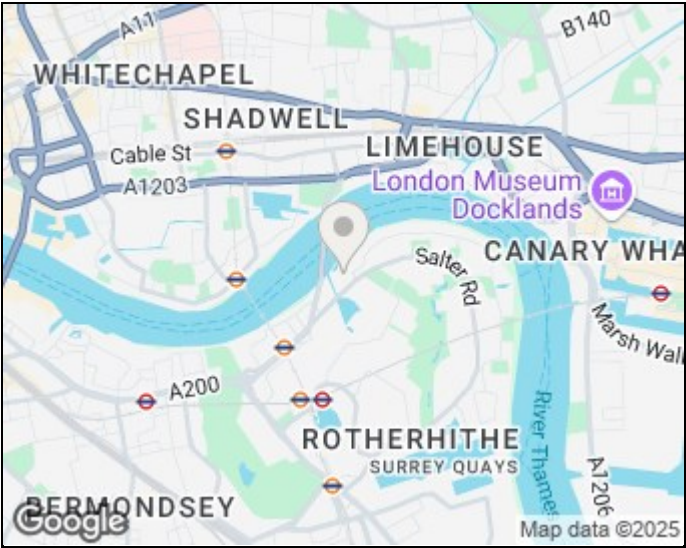 A11
B140
WHITECHAPEL
SHADWELL
LIMEHOUSE
Cable St
A1203
London Museum
Docklands
Salter Rd
CANARY WHA
Marsh Wall
A200
River Thames
ROTHERHITHE
SURREY QUAYS
A1206
BERMONDSEY
Google
Map data ©2025